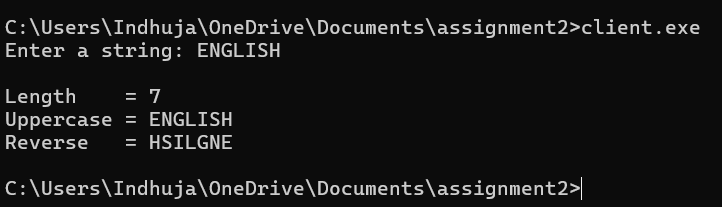 C:\Users\Indhuja\OneDrive\Documents\assignment2>client.exe
Enter a string: ENGLISH
Length    = 7
Uppercase = ENGLISH
Reverse   = HSILGNE
C:\Users\Indhuja\OneDrive\Documents\assignment2>